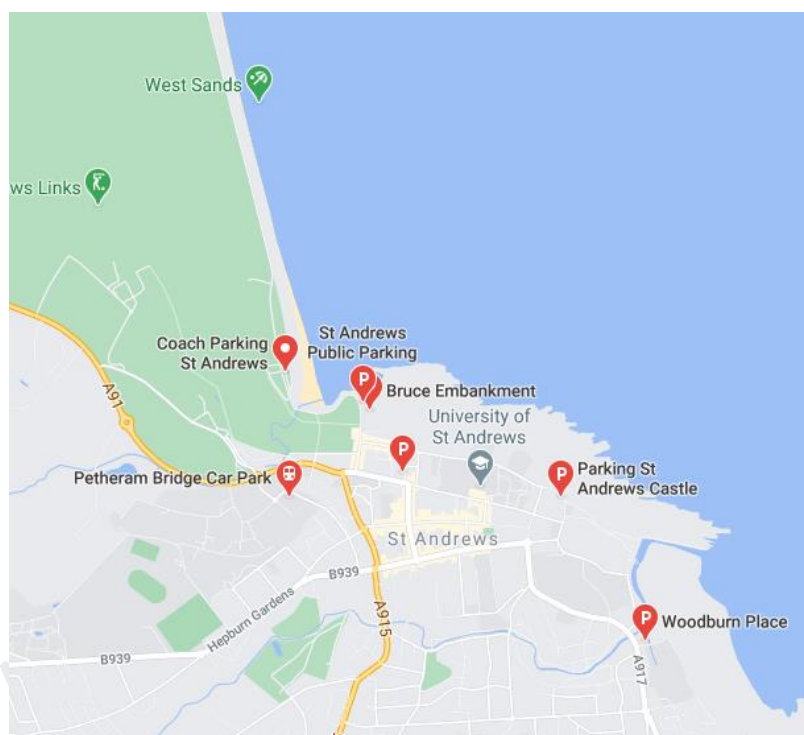 West Sands
ws Links
Coach Parking
St Andrews
St Andrews
Public Parking
P
Bruce Embankment
University of
St Andrews
P
Petheram Bridge Car Park
P
Parking St
Andrews Castle
St Andrews
A91
B939
Hepburn Gardens
A915
B939
P
Woodburn Place
A917